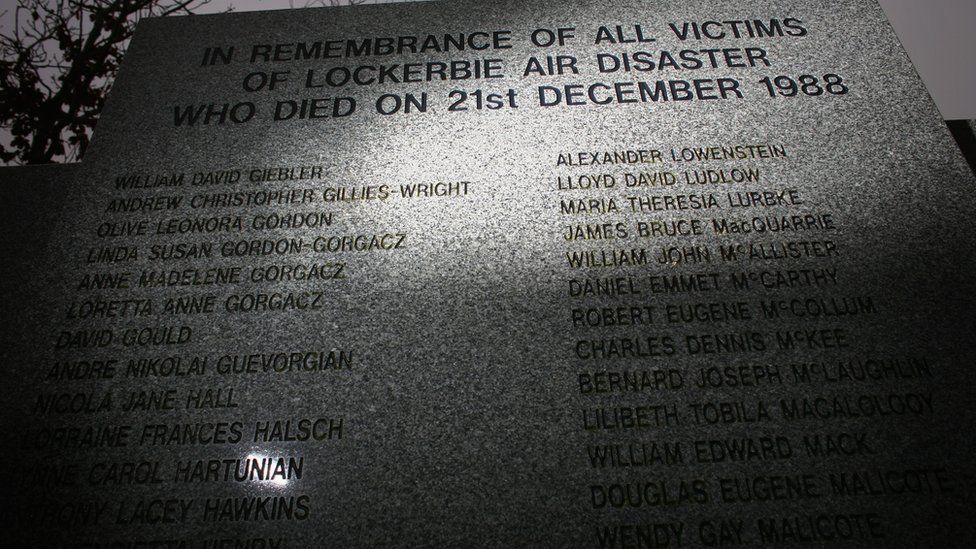 IN REMEMBRANCE OF ALL VICTIMS
OF LOCKERBIE AIR DISASTER
WHO DIED ON 21st DECEMBER 1988
WILLIAM DAVID GIEBLER
ANDREW CHRISTOPHER GILLIES-WRIGHT
OLIVE LEONORA GORDON
LINDA SUSAN GORDON-GORGACZ
ANNE MADELENE GORGACZ
LORETTA ANNE GORGACZ
DAVID GOULD
ANDRE NIKOLAI GUEVORGIAN
NICOLA JANE HALL
LORRAINE FRANCES HALSCH
CAROL HARTUNIAN
LACEY HAWKINS
HENRY
ALEXANDER LOWENSTEIN
LLOYD DAVID LUDLOW
MARIA THERESIA LURBKE
JAMES BRUCE MacQUARRIE
WILLIAM JOHN McALLISTER
DANIEL EMMET McCARTHY
ROBERT EUGENE McCOLLUM
CHARLES DENNIS McKEE
BERNARD JOSEPH McLAUGHLIN
LILIBETH TOBILA MACALOLOOY
WILLIAM EDWARD MACK
DOUGLAS EUGENE MALICOTE
WENDY GAY MALICOTE